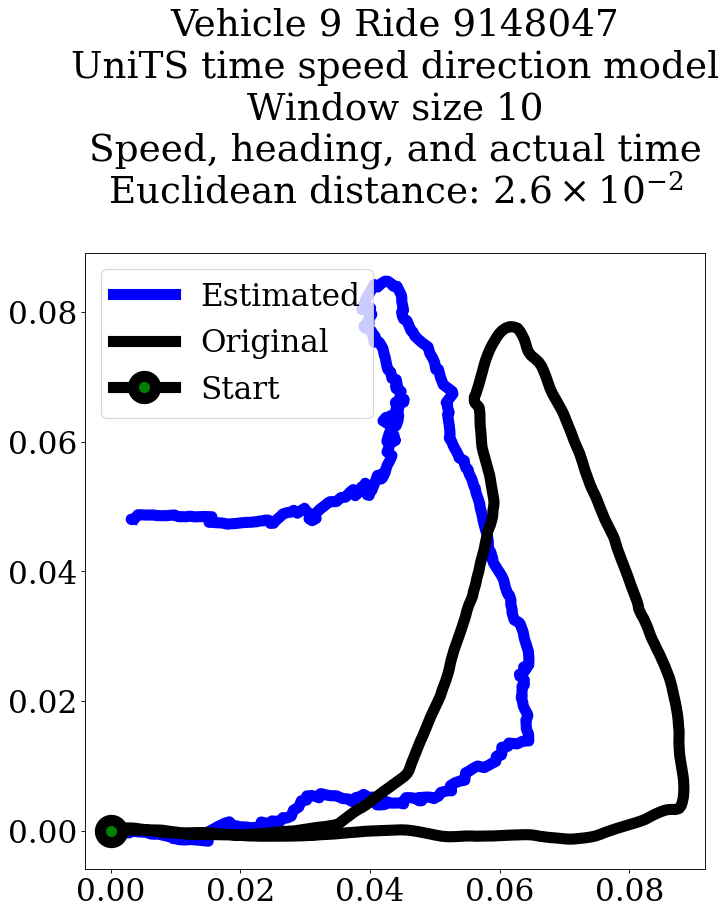 Vehicle 9 Ride 9148047
UniTS time speed direction model
Window size 10
Speed, heading, and actual time
Euclidean distance: 2.6 × 10⁻²
Estimated
Original
Start
0.08
0.06
0.04
0.02
0.00
0.00 0.02 0.04 0.06 0.08